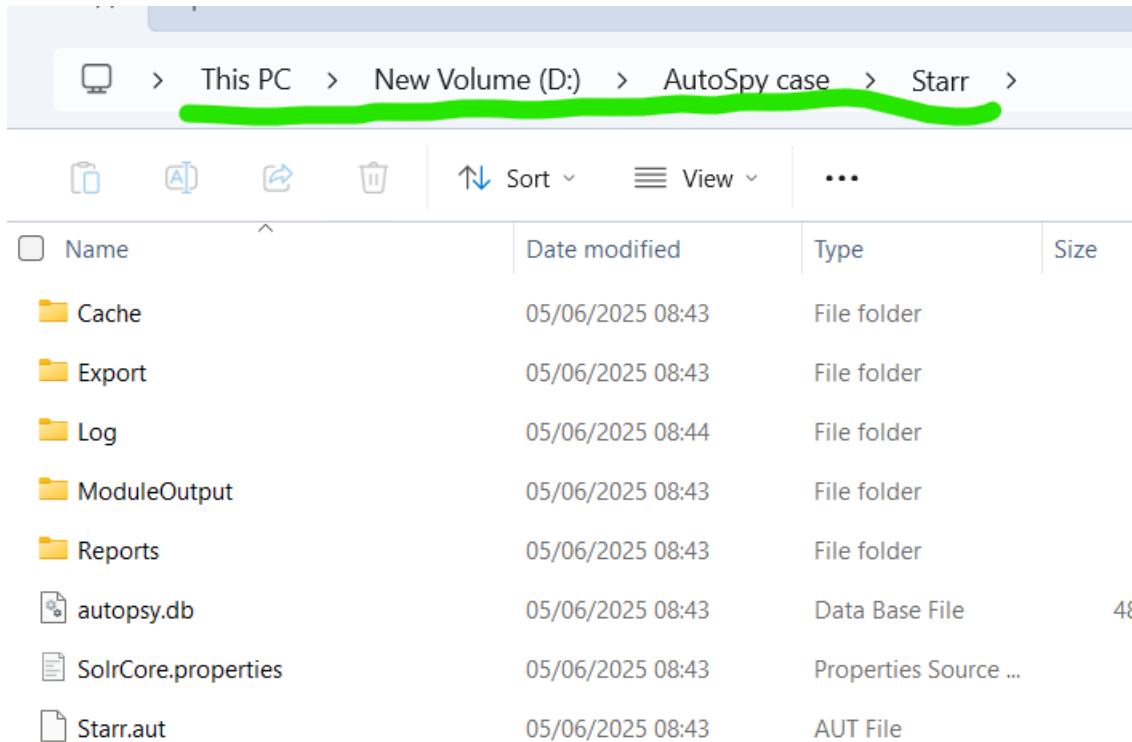 This PC > New Volume (D:) > AutoSpy case > Starr >
Sort View ...
Name Date modified Type Size
Cache 05/06/2025 08:43 File folder
Export 05/06/2025 08:43 File folder
Log 05/06/2025 08:44 File folder
ModuleOutput 05/06/2025 08:43 File folder
Reports 05/06/2025 08:43 File folder
autopsy.db 05/06/2025 08:43 Data Base File
SolrCore.properties 05/06/2025 08:43 Properties Source ...
Starr.aut 05/06/2025 08:43 AUT File